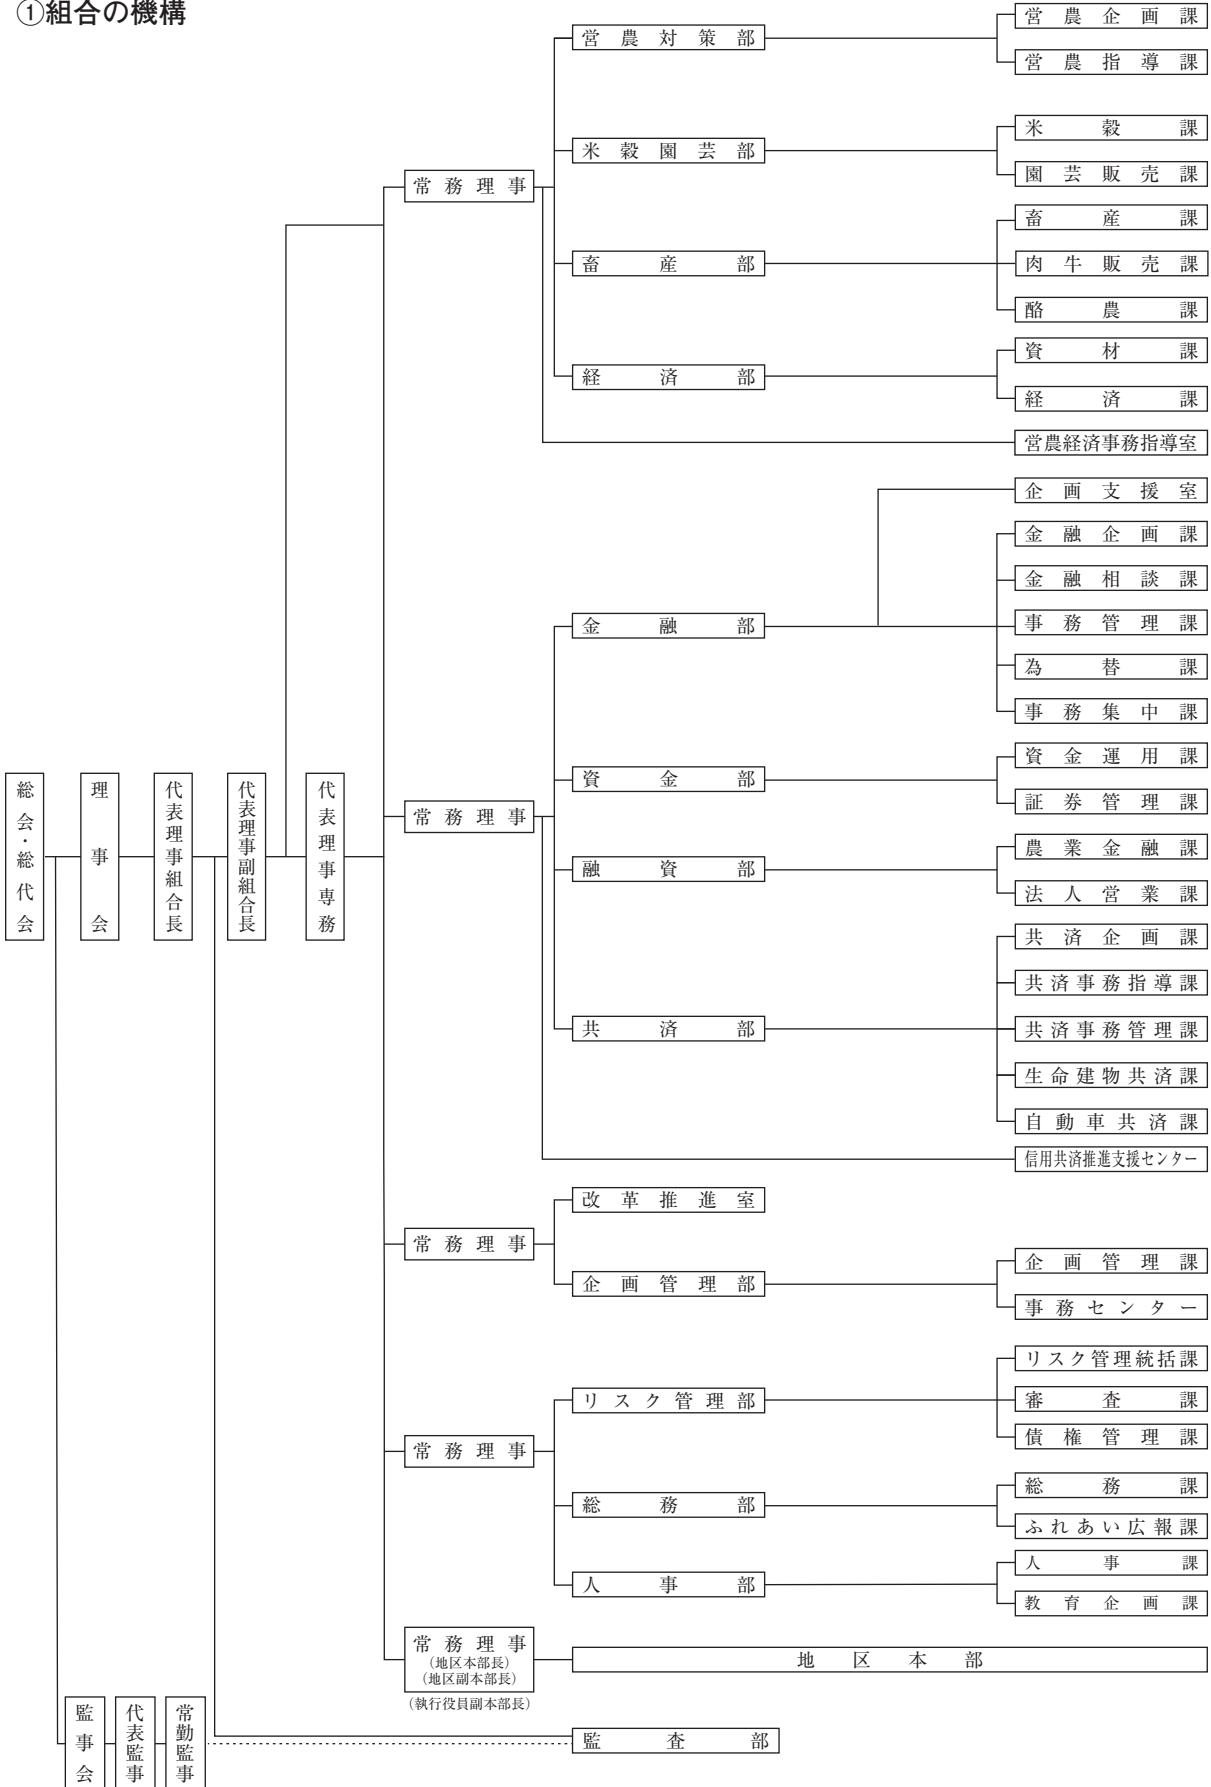 ①組合の機構
総会・総代会
理事会
代表理事組合長
代表理事副組合長
代表理事専務
常務理事
営農対策部
営農企画課
営農指導課
米穀園芸部
米穀課
園芸販売課
畜産部
畜産課
肉牛販売課
酪農課
経済部
資材課
経済課
営農経済事務指導室
常務理事
金融部
企画支援室
金融企画課
金融相談課
事務管理課
為替課
事務集中課
資金部
資金運用課
証券管理課
融資部
農業金融課
法人営業課
共済部
共済企画課
共済事務指導課
共済事務管理課
生命建物共済課
自動車共済課
信用共済推進支援センター
常務理事
改革推進室
企画管理部
企画管理課
事務センター
常務理事
リスク管理部
リスク管理統括課
審査課
債権管理課
総務部
総務課
ふれあい広報課
人事部
人事課
教育企画課
常務理事
(地区本部長)
(地区副本部長)
(執行役員副本部長)
地区本部
監事会
代表監事
常勤監事
監査部